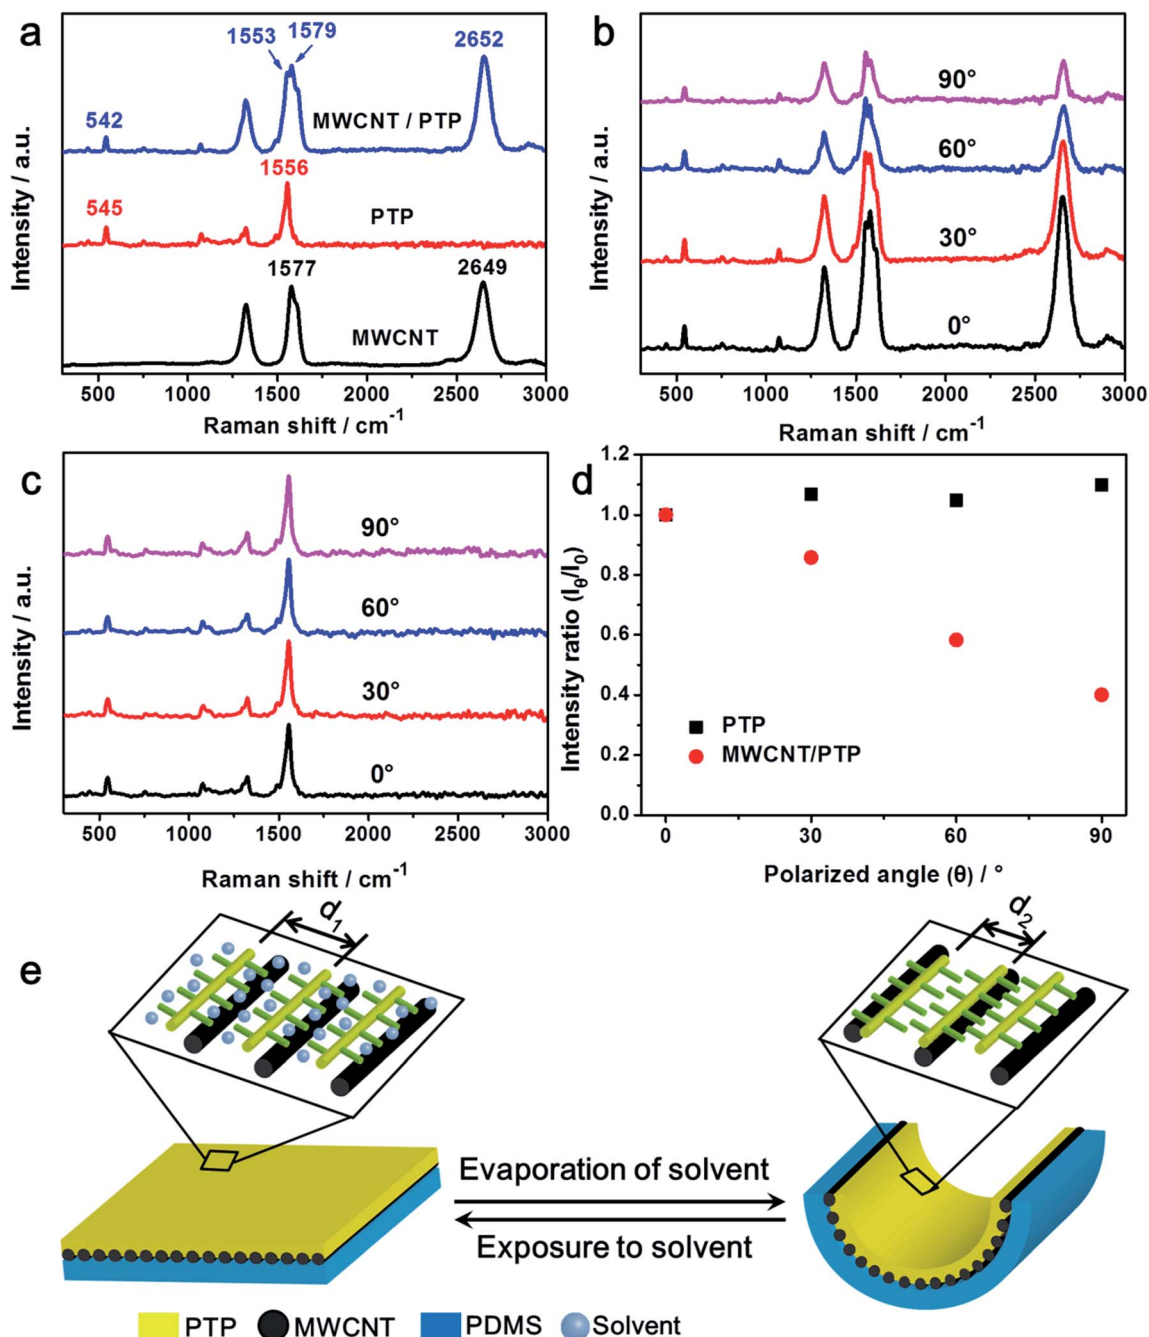 a
1553
1579
2652
542
MWCNT / PTP
1556
545
PTP
1577
2649
MWCNT
Intensity / a.u.
500 1000 1500 2000 2500 3000
Raman shift / cm-1
b
90°
60°
30°
0°
Intensity / a.u.
500 1000 1500 2000 2500 3000
Raman shift / cm-1
c
90°
60°
30°
0°
Intensity / a.u.
500 1000 1500 2000 2500 3000
Raman shift / cm-1
d
1.2
1.0
0.8
0.6
0.4
0.2
0.0
Intensity ratio (Iθ/I0)
PTP
MWCNT/PTP
0 30 60 90
Polarized angle (θ) / °
e
d1
d2
Evaporation of solvent
Exposure to solvent
PTP MWCNT PDMS Solvent